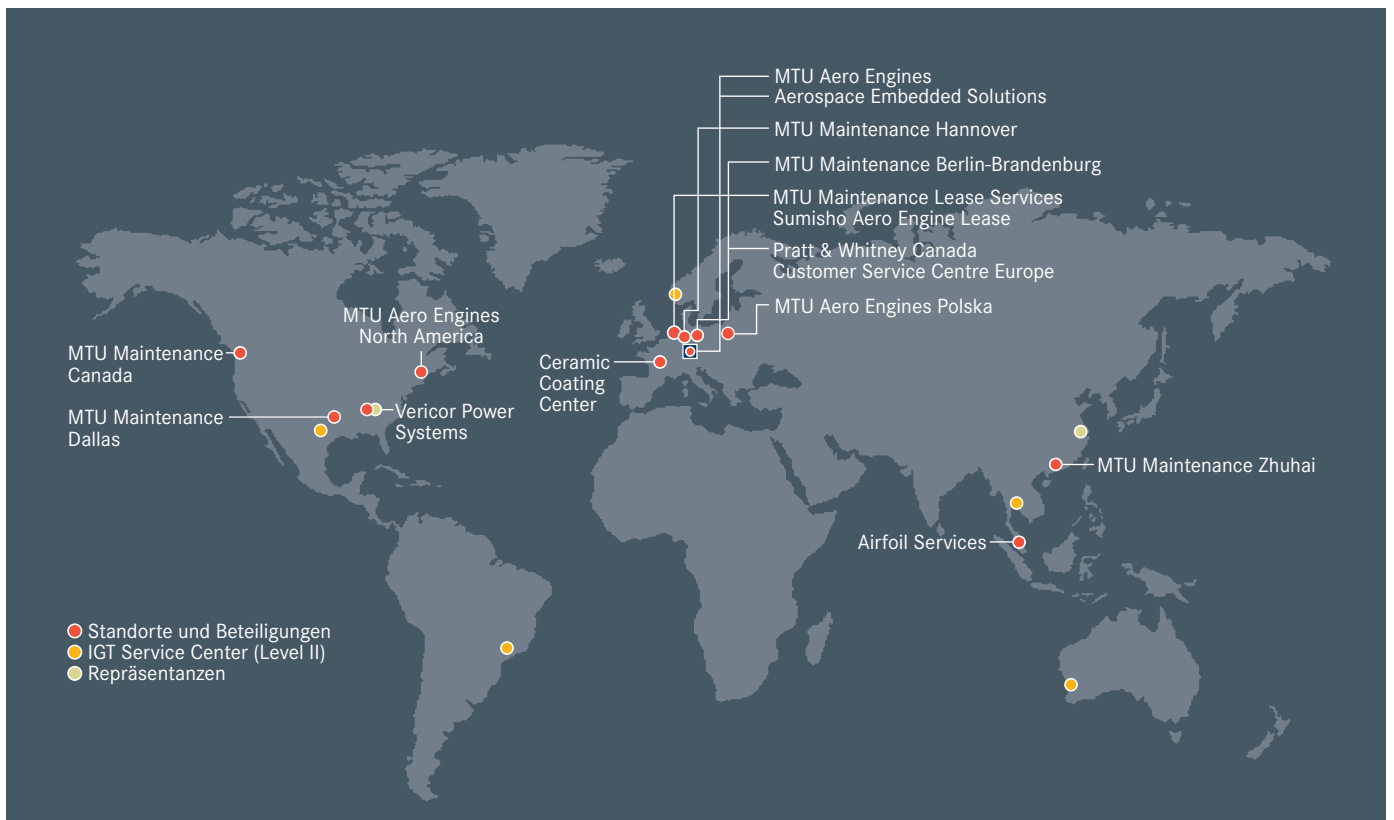 MTU Aero Engines
Aerospace Embedded Solutions
MTU Maintenance Hannover
MTU Maintenance Berlin-Brandenburg
MTU Maintenance Lease Services
Sumisho Aero Engine Lease
Pratt & Whitney Canada
Customer Service Centre Europe
MTU Aero Engines Polska
MTU Aero Engines
North America
MTU Maintenance
Canada
Ceramic
Coating
Center
MTU Maintenance
Dallas
Vericor Power
Systems
MTU Maintenance Zhuhai
Airfoil Services
Standorte und Beteiligungen
IGT Service Center (Level II)
Repräsentanzen